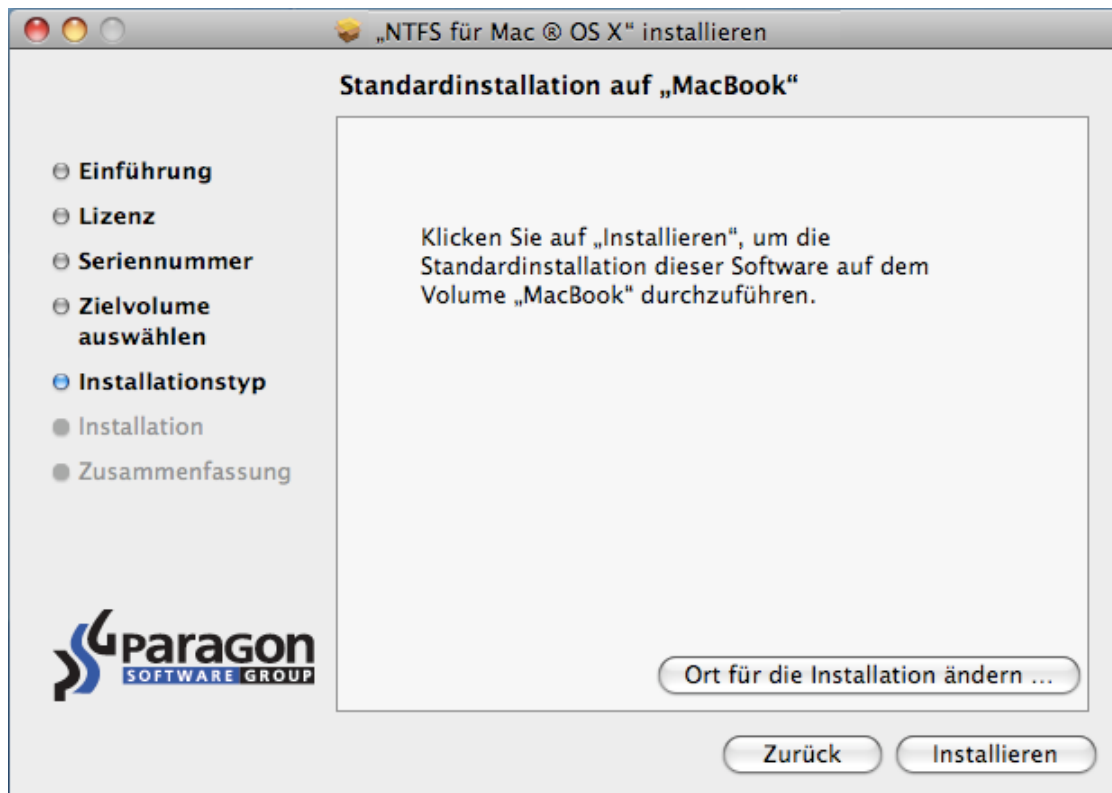 „NTFS für Mac ® OS X“ installieren
Standardinstallation auf „MacBook“
Einführung
Lizenz
Seriennummer
Zielvolume
auswählen
Installationstyp
Installation
Zusammenfassung
Klicken Sie auf „Installieren“, um die
Standardinstallation dieser Software auf dem
Volume „MacBook“ durchzuführen.
Paragon
SOFTWARE GROUP
Ort für die Installation ändern ...
Zurück
Installieren